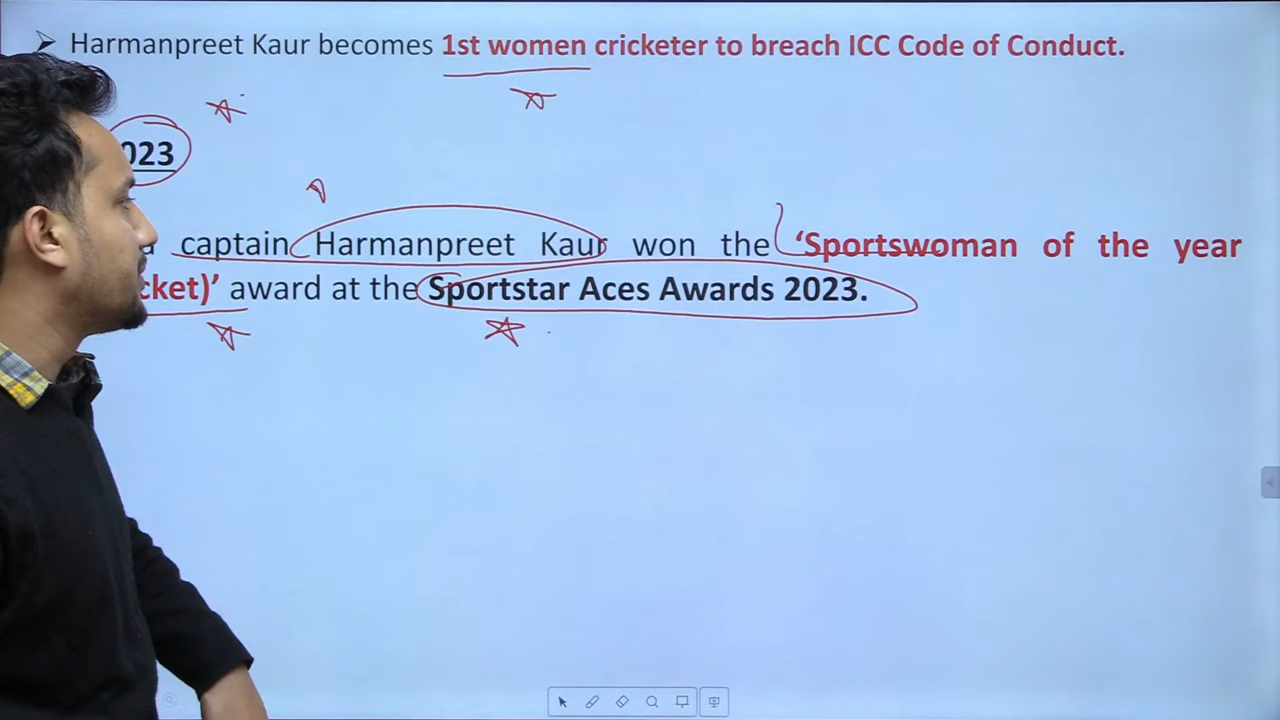 Harmanpreet Kaur becomes 1st women cricketer to breach ICC Code of Conduct.
023
a captain Harmanpreet Kaur won the ‘Sportswoman of the year
cket)’ award at the Sportstar Aces Awards 2023.